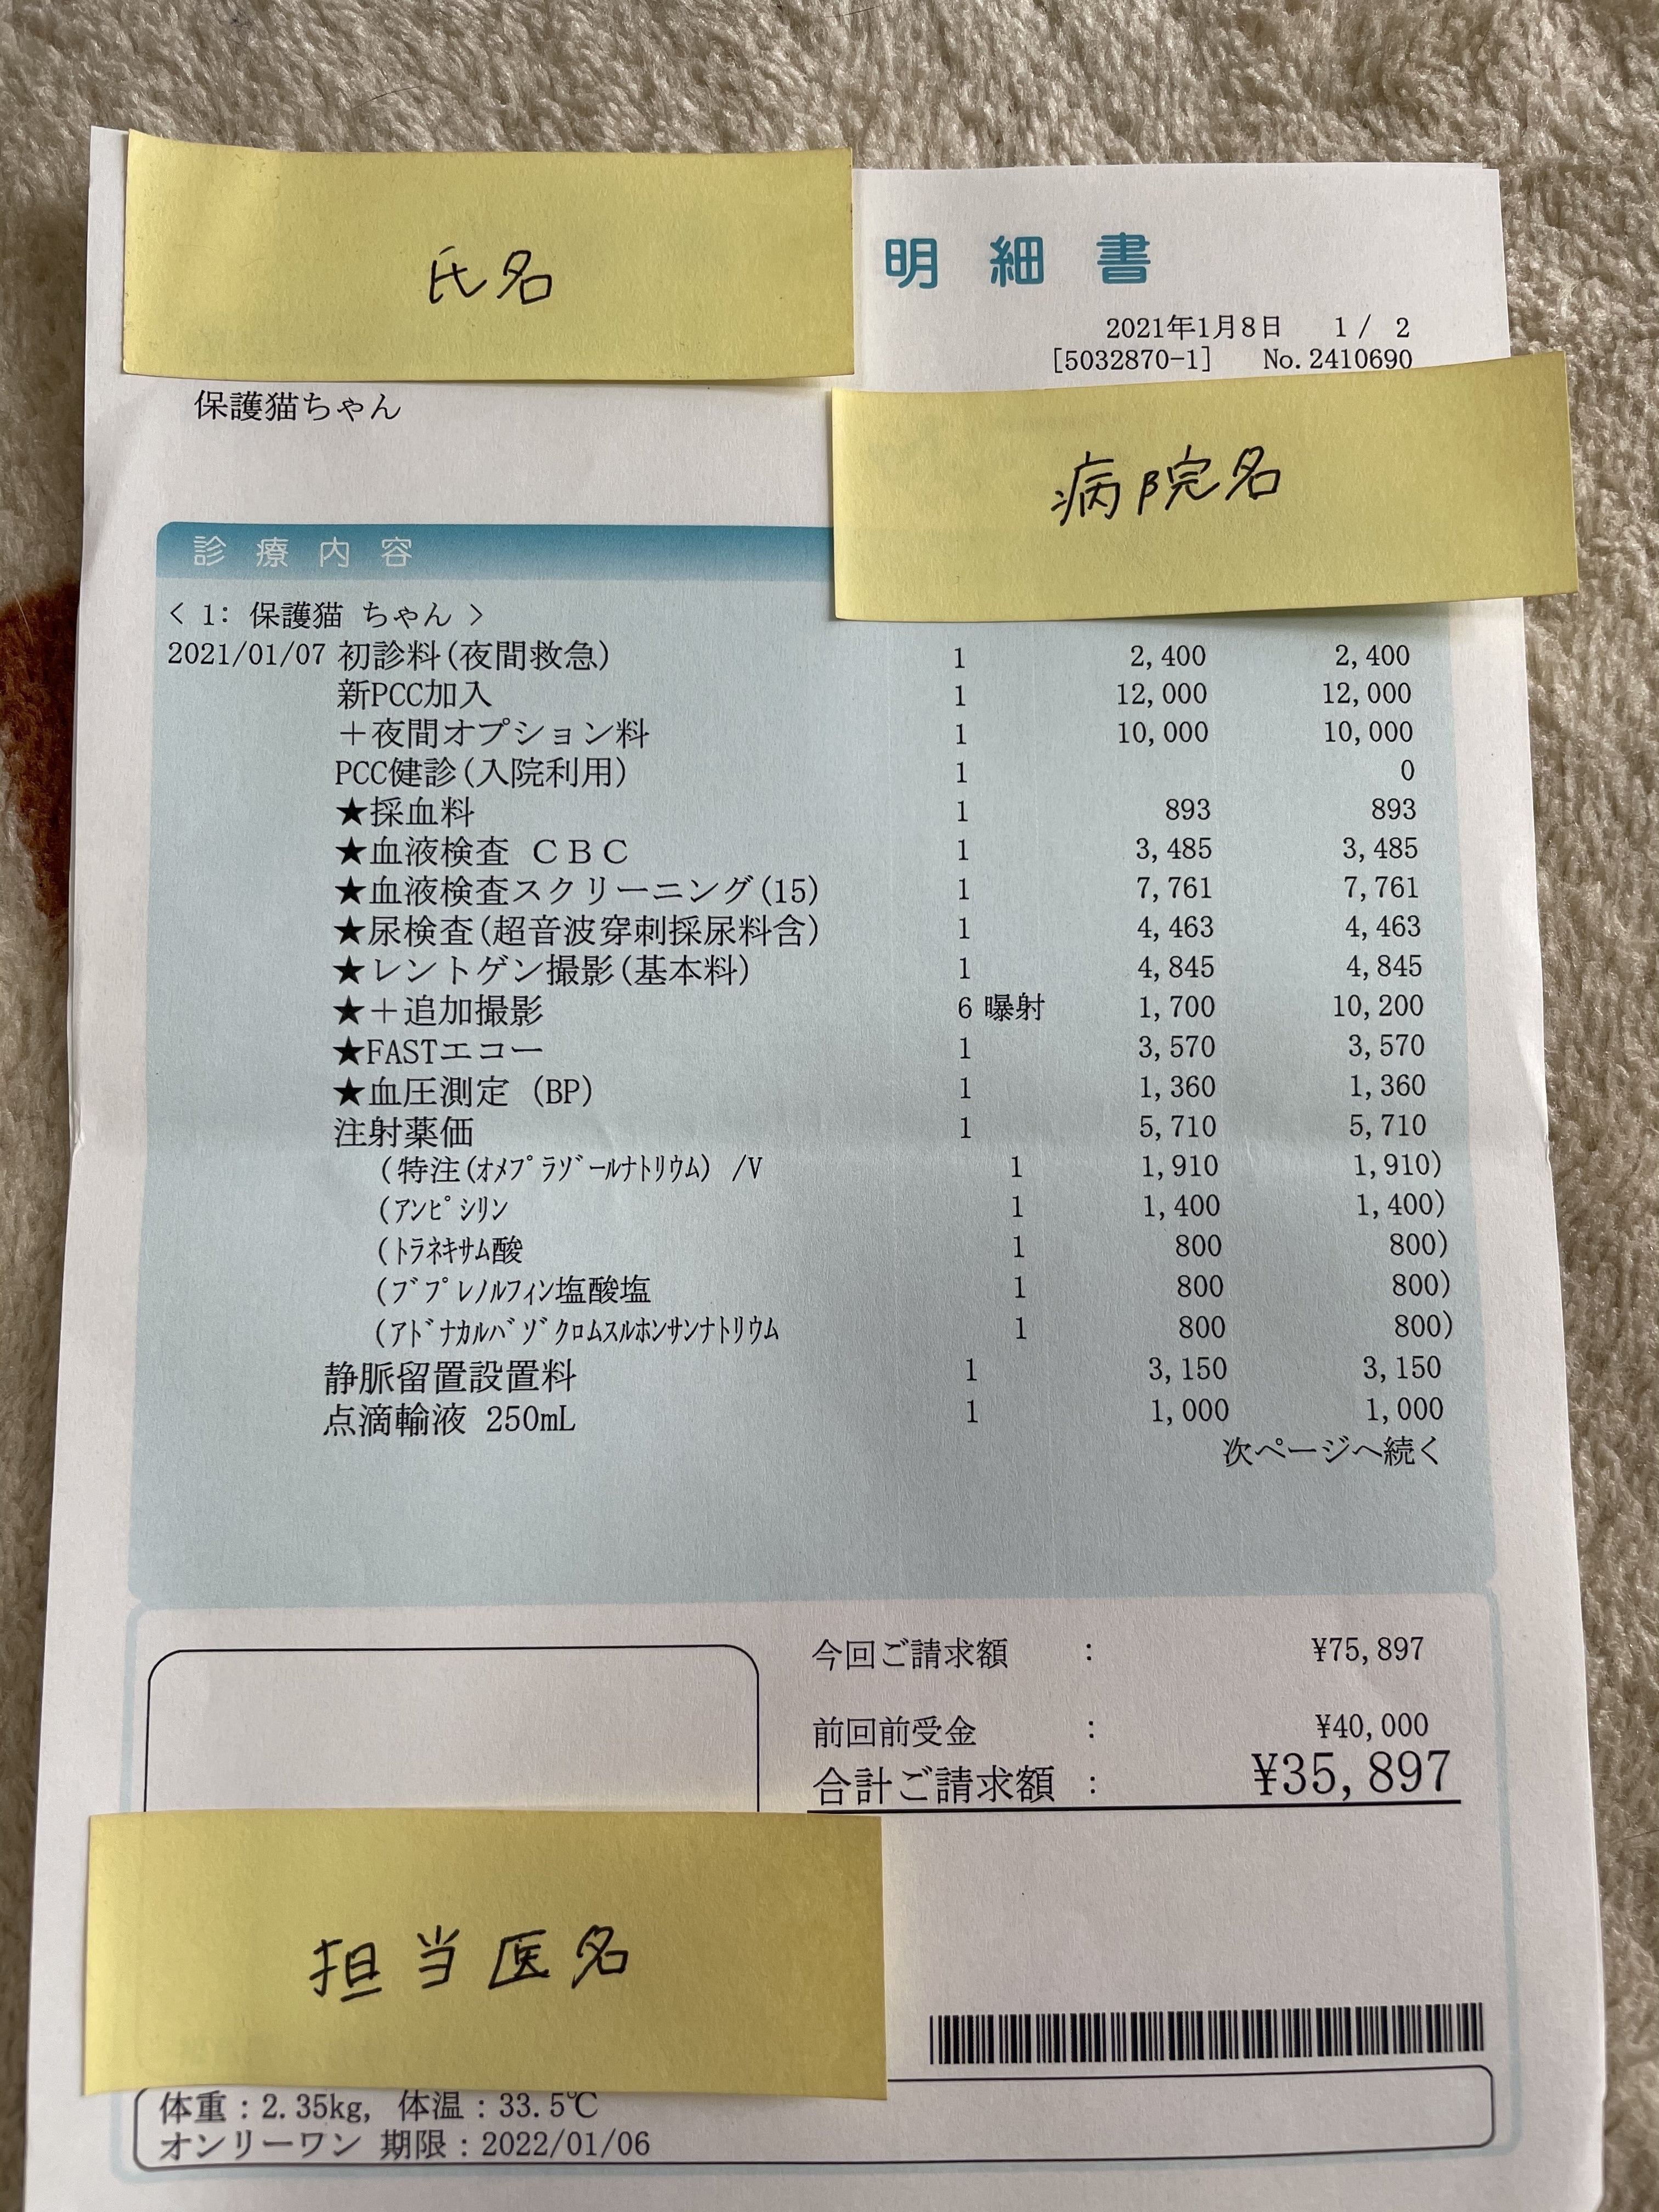 氏名
明細書
2021年1月8日 1 / 2
[5032870-1] No.2410690
保護猫ちゃん
病院名
診療内容
< 1: 保護猫 ちゃん >
2021/01/07 初診料(夜間救急) 1 2,400 2,400
新PCC加入 1 12,000 12,000
＋夜間オプション料 1 10,000 10,000
PCC健診(入院利用) 1 0
★採血料 1 893 893
★血液検査 ＣＢＣ 1 3,485 3,485
★血液検査スクリーニング(15) 1 7,761 7,761
★尿検査(超音波穿刺採尿料含) 1 4,463 4,463
★レントゲン撮影(基本料) 1 4,845 4,845
★＋追加撮影 6 曝射 1,700 10,200
★FASTエコー 1 3,570 3,570
★血圧測定 (BP) 1 1,360 1,360
注射薬価 1 5,710 5,710
(特注(ｵﾒﾌﾟﾗｿﾞｰﾙﾅﾄﾘｳﾑ) /V 1 1,910 1,910)
(ｱﾝﾋﾟｼﾘﾝ 1 1,400 1,400)
(ﾄﾗﾈｷｻﾑ酸 1 800 800)
(ﾌﾞﾌﾟﾚﾉﾙﾌｨﾝ塩酸塩 1 800 800)
(ｱﾄﾞﾅｶﾙﾊﾞｿﾞｸﾛﾑｽﾙﾎﾝｻﾝﾅﾄﾘｳﾑ 1 800 800)
静脈留置設置料 1 3,150 3,150
点滴輸液 250mL 1 1,000 1,000
次ページへ続く
今回ご請求額 : ¥75,897
前回前受金 : ¥40,000
合計ご請求額 : ¥35,897
担当医名
体重：2.35kg, 体温：33.5℃
オンリーワン 期限：2022/01/06